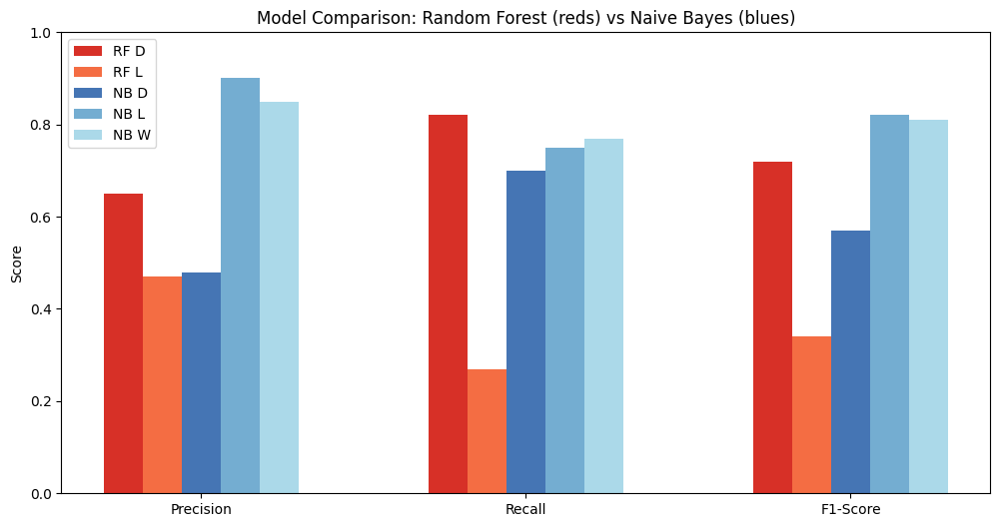 Model Comparison: Random Forest (reds) vs Naive Bayes (blues)
1.0
0.8
0.6
0.4
0.2
0.0
Score
RF D
RF L
NB D
NB L
NB W
Precision
Recall
F1-Score